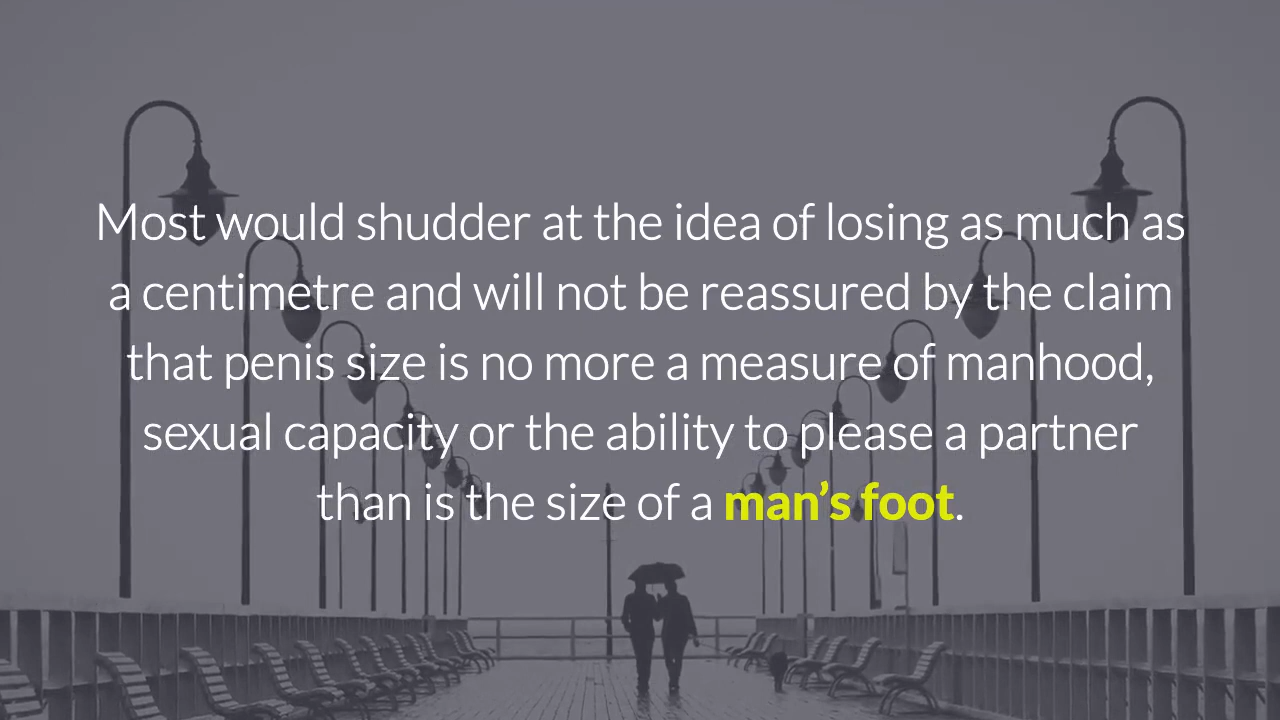 Most would shudder at the idea of losing as much as
a centimetre and will not be reassured by the claim
that penis size is no more a measure of manhood,
sexual capacity or the ability to please a partner
than is the size of a man’s foot.